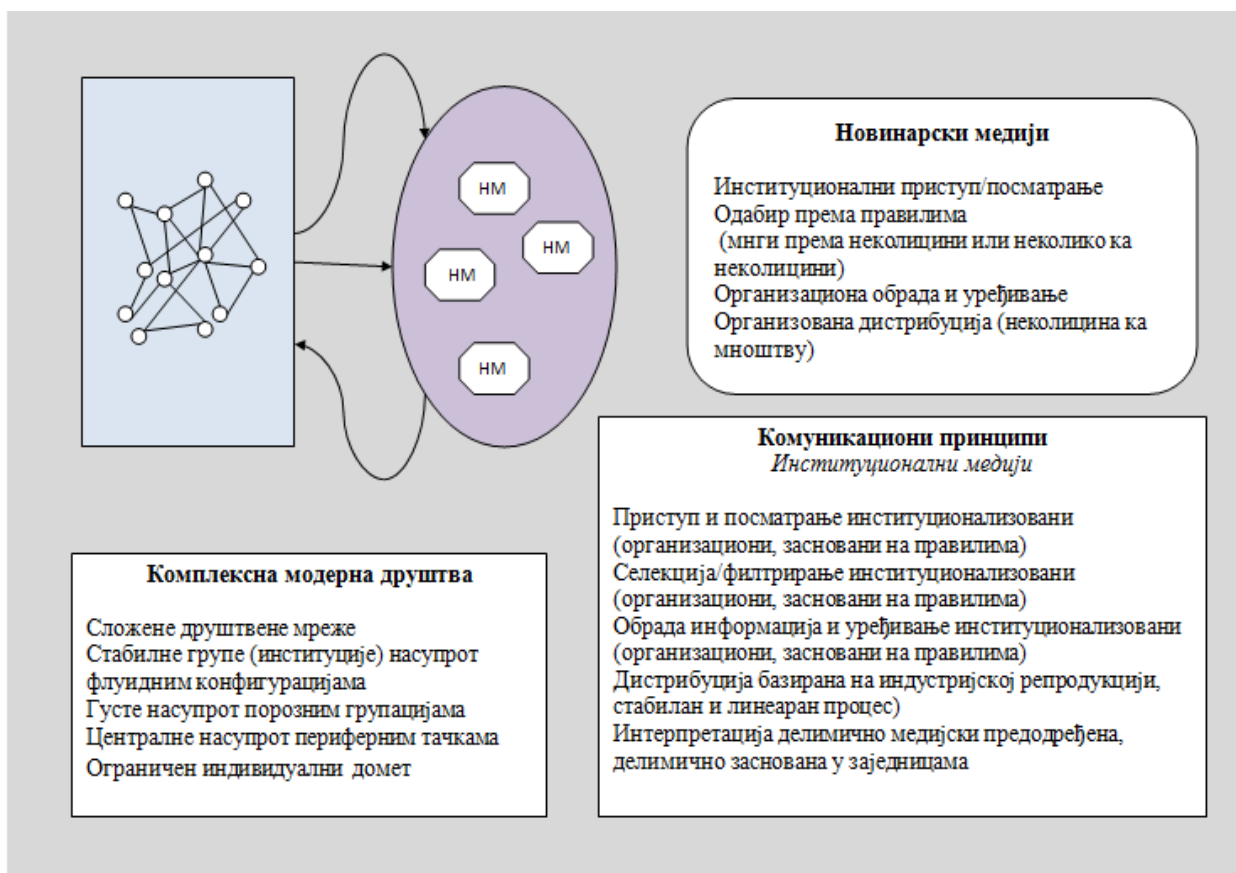 НМ
НМ
НМ
НМ
Новинарски медији
Институционални приступ/посматрање
Одабир према правилима
(мнги према неколицини или неколико ка
неколицини)
Организациона обрада и уређивање
Организована дистрибуција (неколицина ка
мноштву)
Комуникациони принципи
Институционални медији
Приступ и посматрање институционализовани
(организациони, засновани на правилима)
Селекција/филтрирање институционализовани
(организациони, засновани на правилима)
Обрада информација и уређивање институционализовани
(организациони, засновани на правилима)
Дистрибуција базирана на индустријској репродукцији,
стабилан и линеаран процес)
Интерпретација делимично медијски предодређена,
делимично заснована у заједницама
Комплексна модерна друштва
Сложене друштвене мреже
Стабилне групе (институције) насупрот
флуидним конфигурацијама
Густе насупрот порозним групацијама
Централне насупрот периферним тачкама
Ограничен индивидуални домет